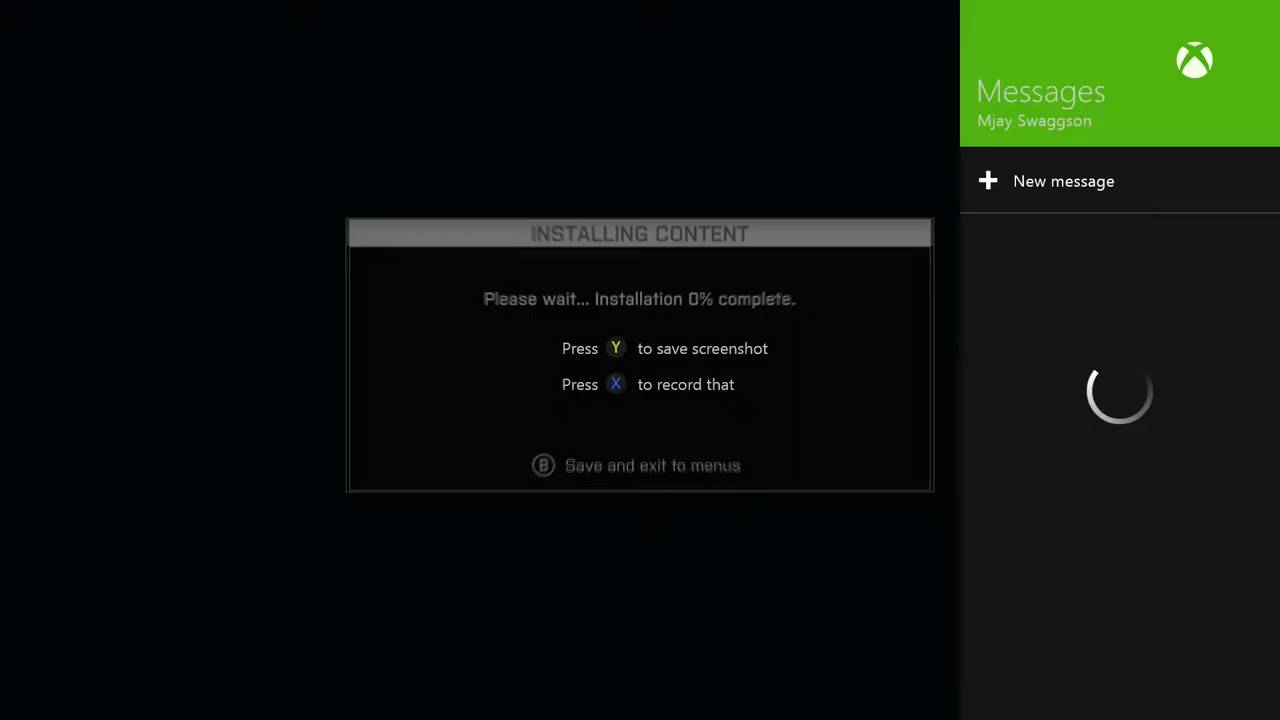 Messages
Mjay Swaggson
New message
INSTALLING CONTENT
Please wait... Installation 0% complete.
Press Y to save screenshot
Press X to record that
B Save and exit to menus